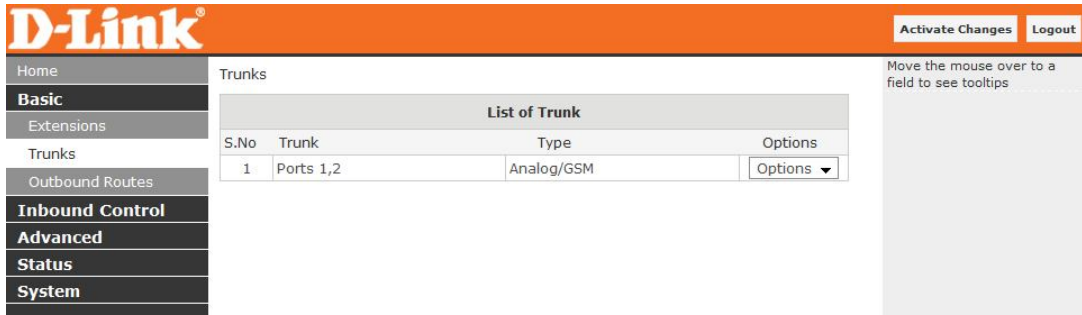 D-Link®
Activate Changes Logout
Home
Basic
Extensions
Trunks
Outbound Routes
Inbound Control
Advanced
Status
System
Trunks
List of Trunk
S.No Trunk Type Options
1 Ports 1,2 Analog/GSM Options
Move the mouse over to a
field to see tooltips